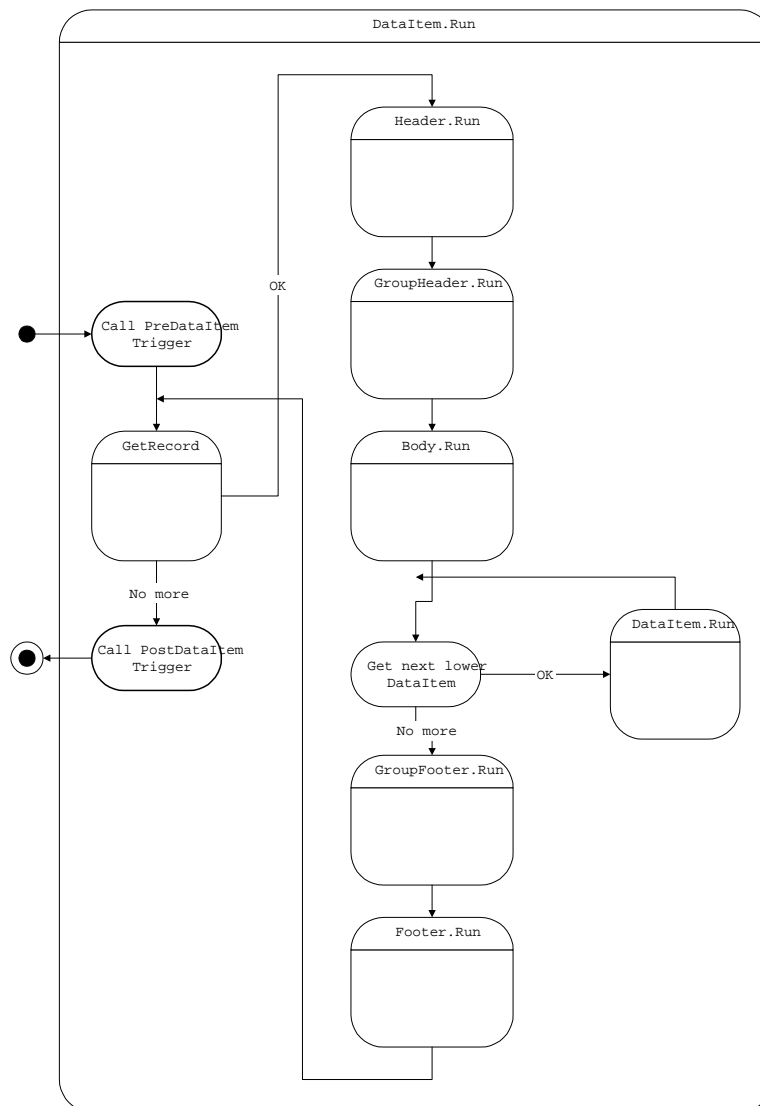 DataItem.Run
Header.Run
OK
GroupHeader.Run
Call PreDataItem
Trigger
GetRecord
Body.Run
No more
DataItem.Run
Call PostDataItem
Trigger
Get next lower
DataItem
OK
No more
GroupFooter.Run
Footer.Run